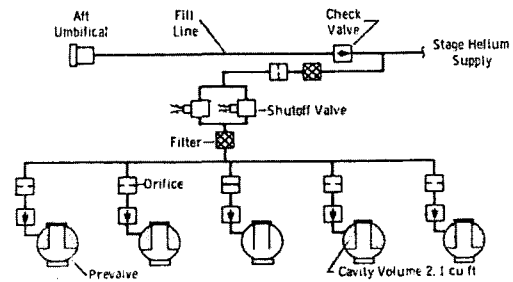 Aft
Umbilical
Fill
Line
Check
Valve
Stage Helium
Supply
Shutoff Valve
Filter
Orifice
Prevalve
Cavity Volume 2.1 cu ft